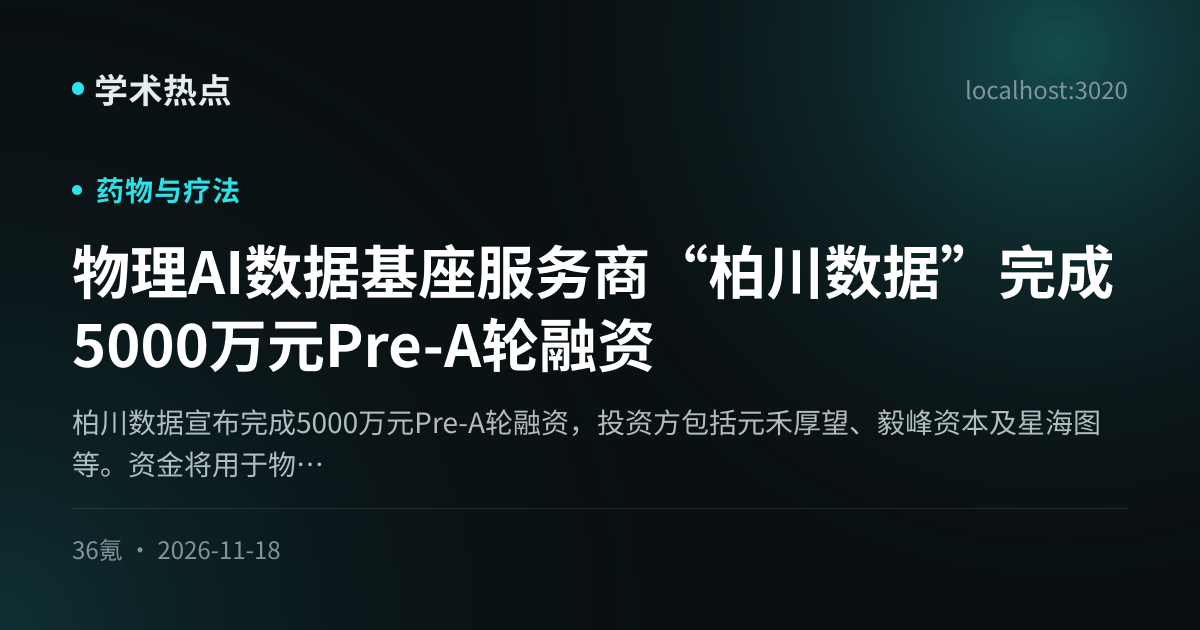 学术热点
localhost:3020
药物与疗法
物理AI数据基座服务商“柏川数据”完成
5000万元Pre-A轮融资
柏川数据宣布完成5000万元Pre-A轮融资，投资方包括元禾厚望、毅峰资本及星海图
等。资金将用于物…
36氪 · 2026-11-18